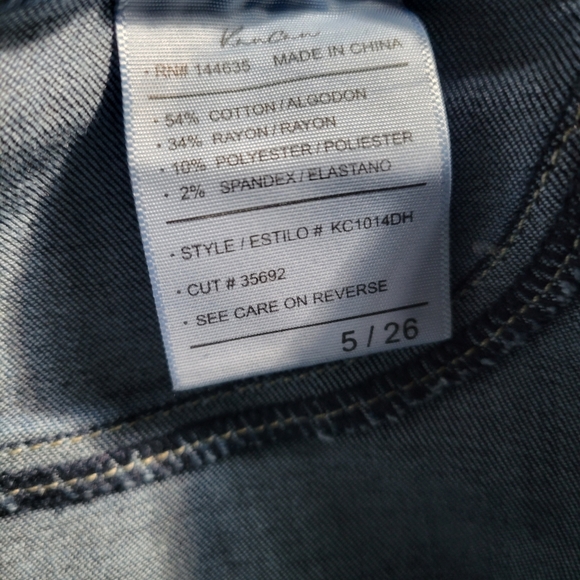 KanCan
· RN# 144635 MADE IN CHINA
· 54% COTTON / ALGODON
· 34% RAYON / RAYON
· 10% POLYESTER / POLIESTER
· 2% SPANDEX / ELASTANO
· STYLE / ESTILO # KC1014DH
· CUT # 35692
· SEE CARE ON REVERSE
5 / 26